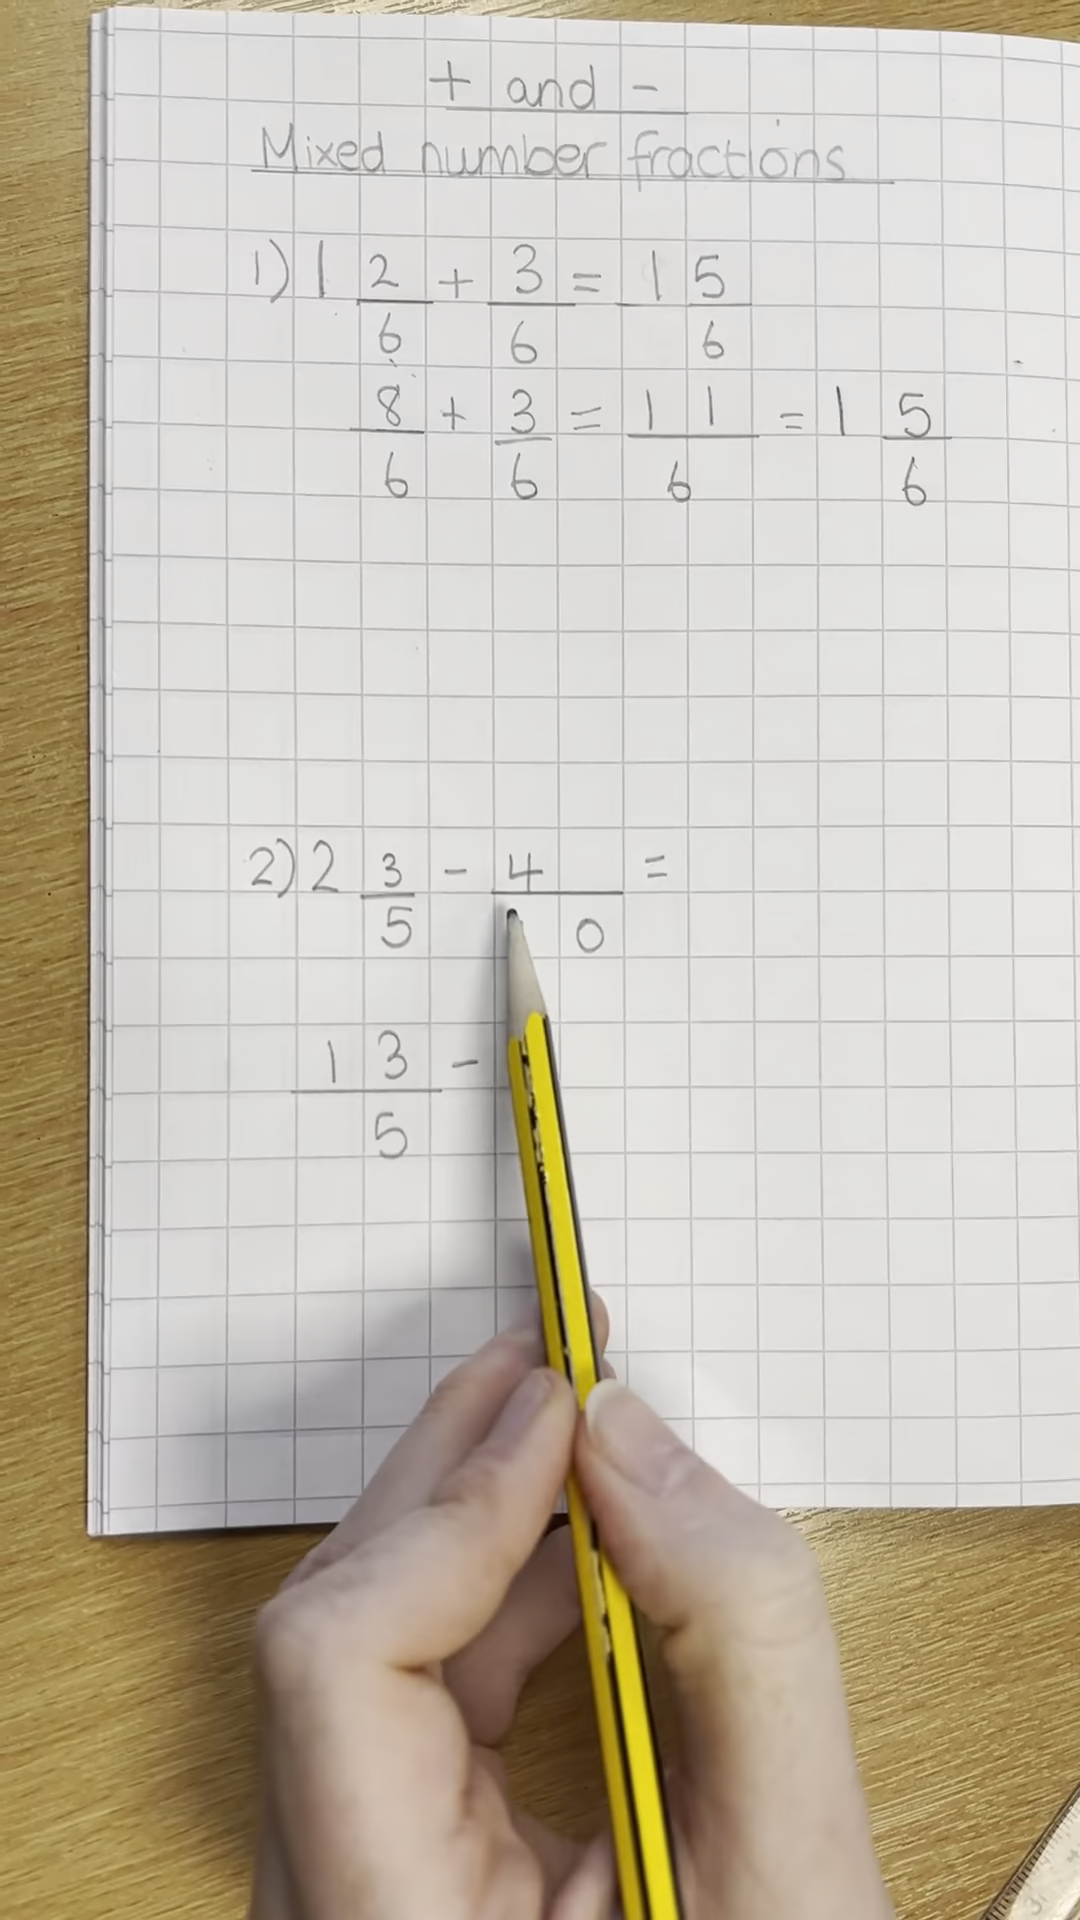 + and -
Mixed number fractions
1) 1 2/6 + 3/6 = 1 5/6
8/6 + 3/6 = 11/6 = 1 5/6
2) 2 3/5 - 4/ 0 =
13/5 -